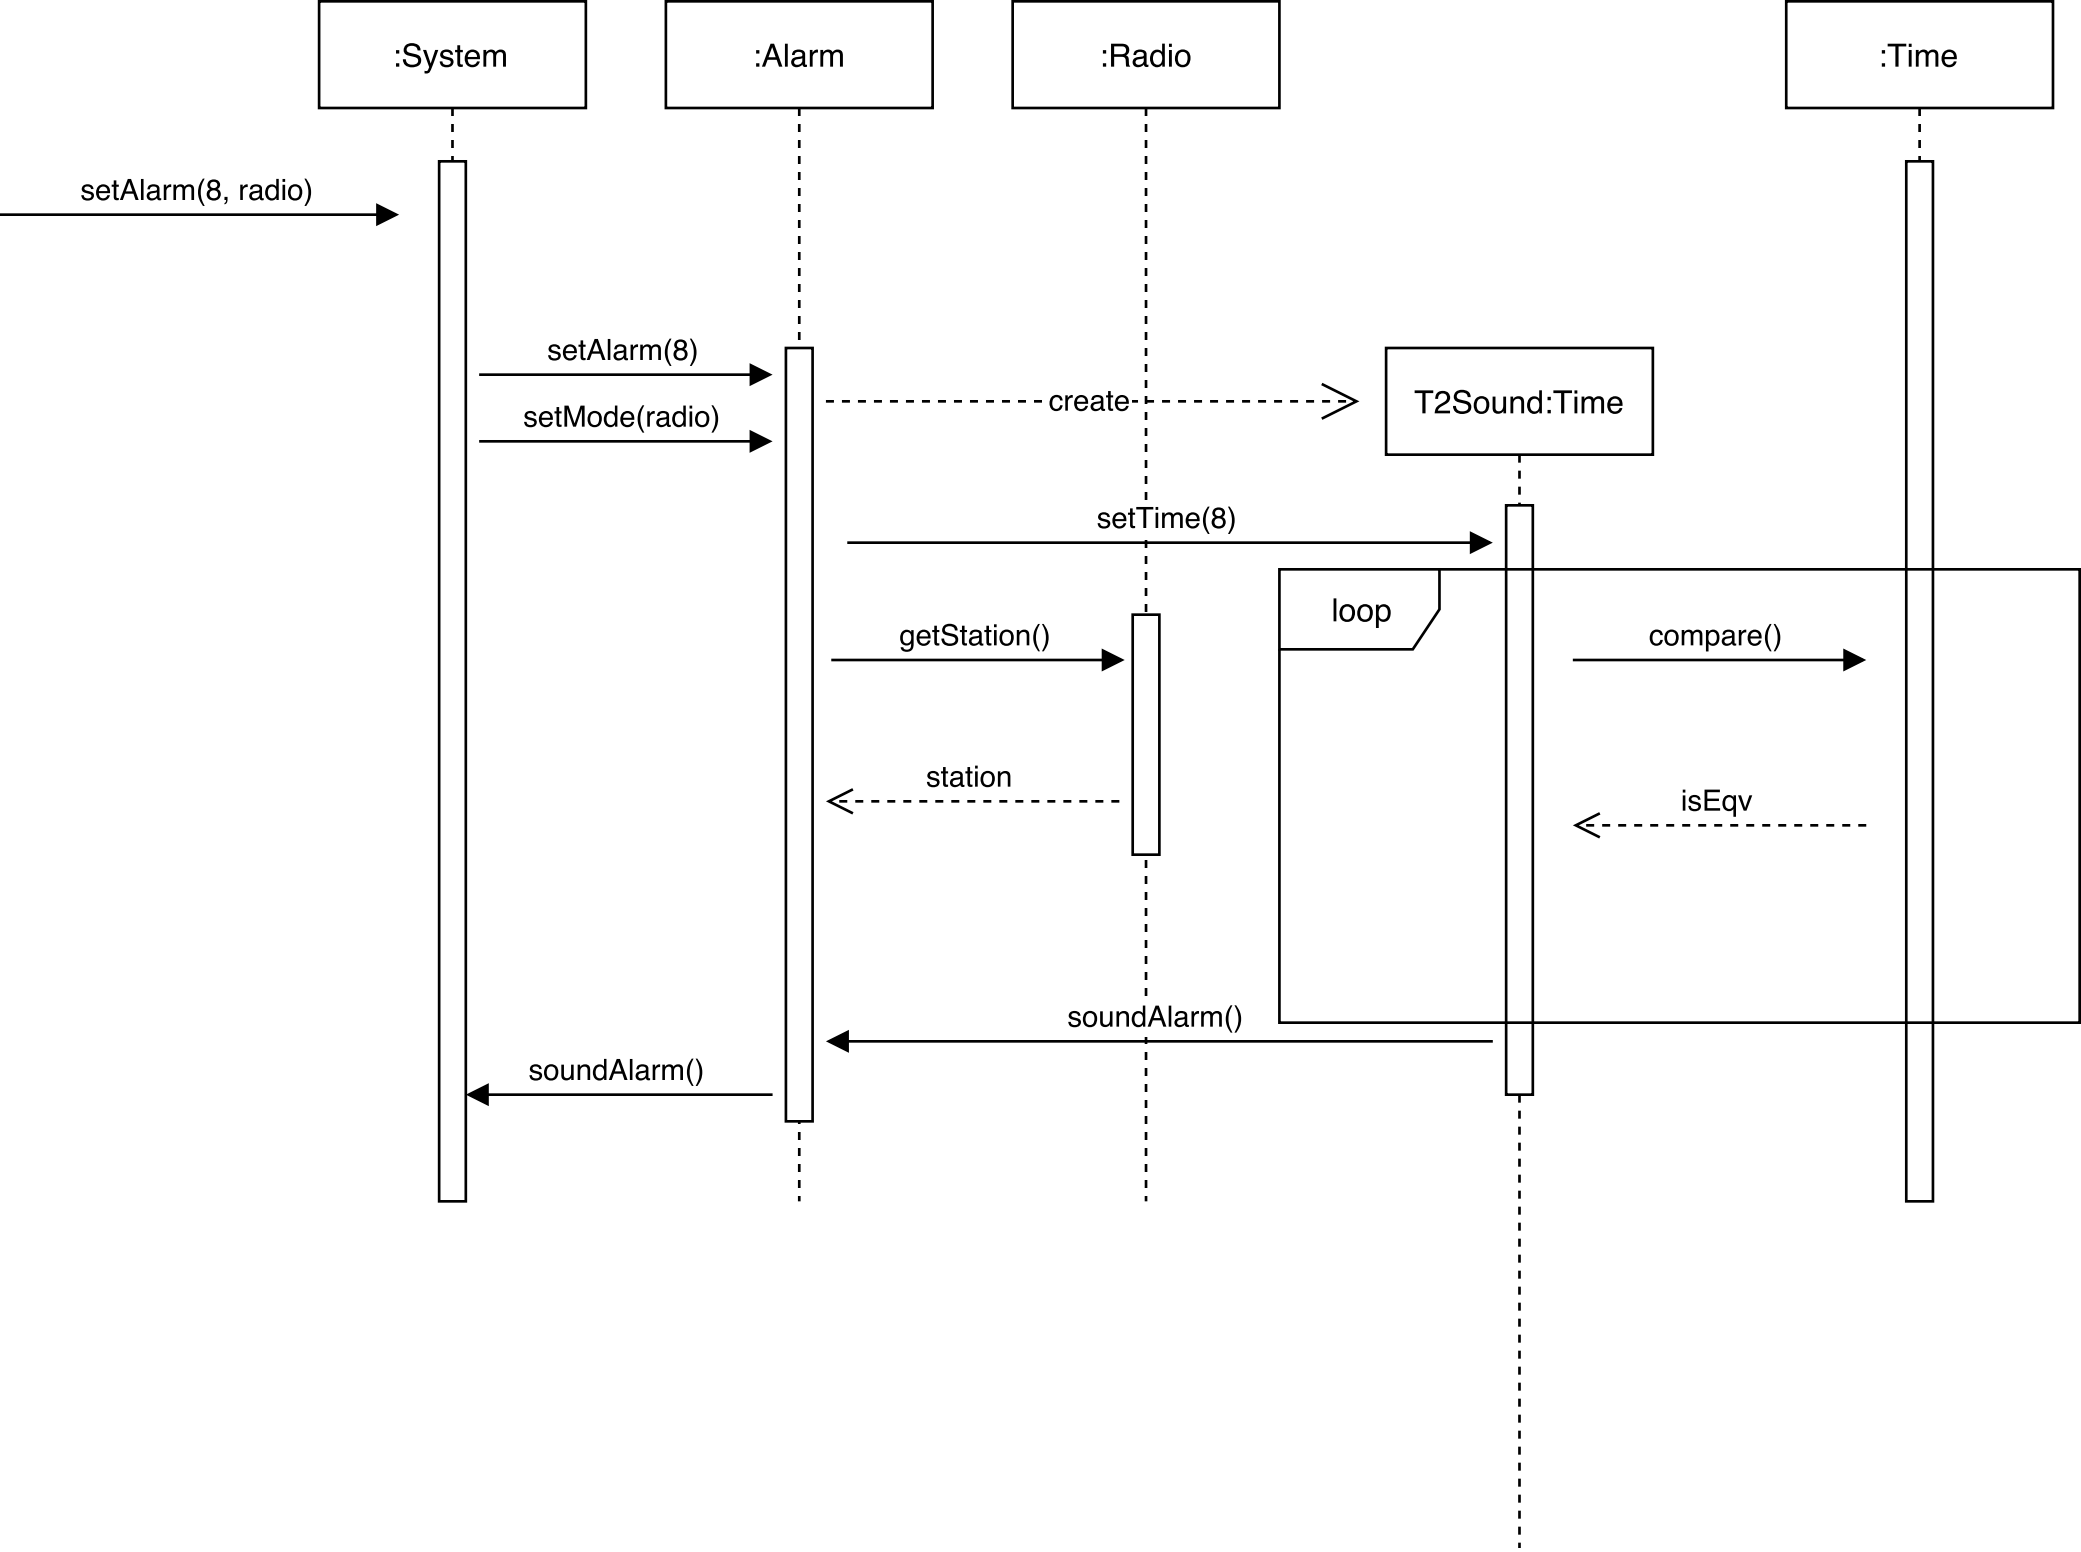 :System
:Alarm
:Radio
:Time
setAlarm(8, radio)
setAlarm(8)
create
T2Sound:Time
setMode(radio)
setTime(8)
loop
getStation()
compare()
station
isEqv
soundAlarm()
soundAlarm()